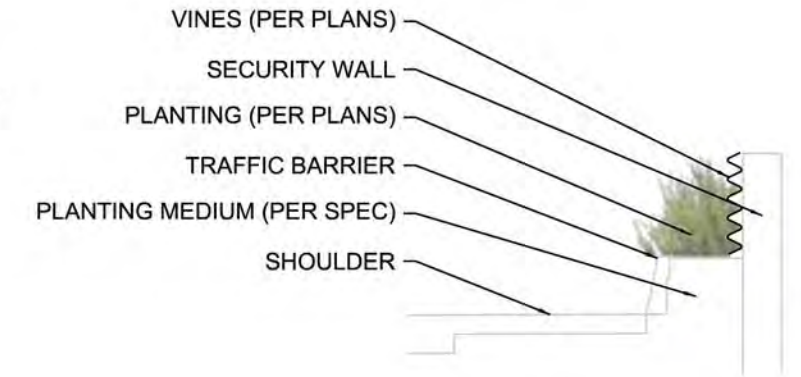 VINES (PER PLANS)
SECURITY WALL
PLANTING (PER PLANS)
TRAFFIC BARRIER
PLANTING MEDIUM (PER SPEC)
SHOULDER